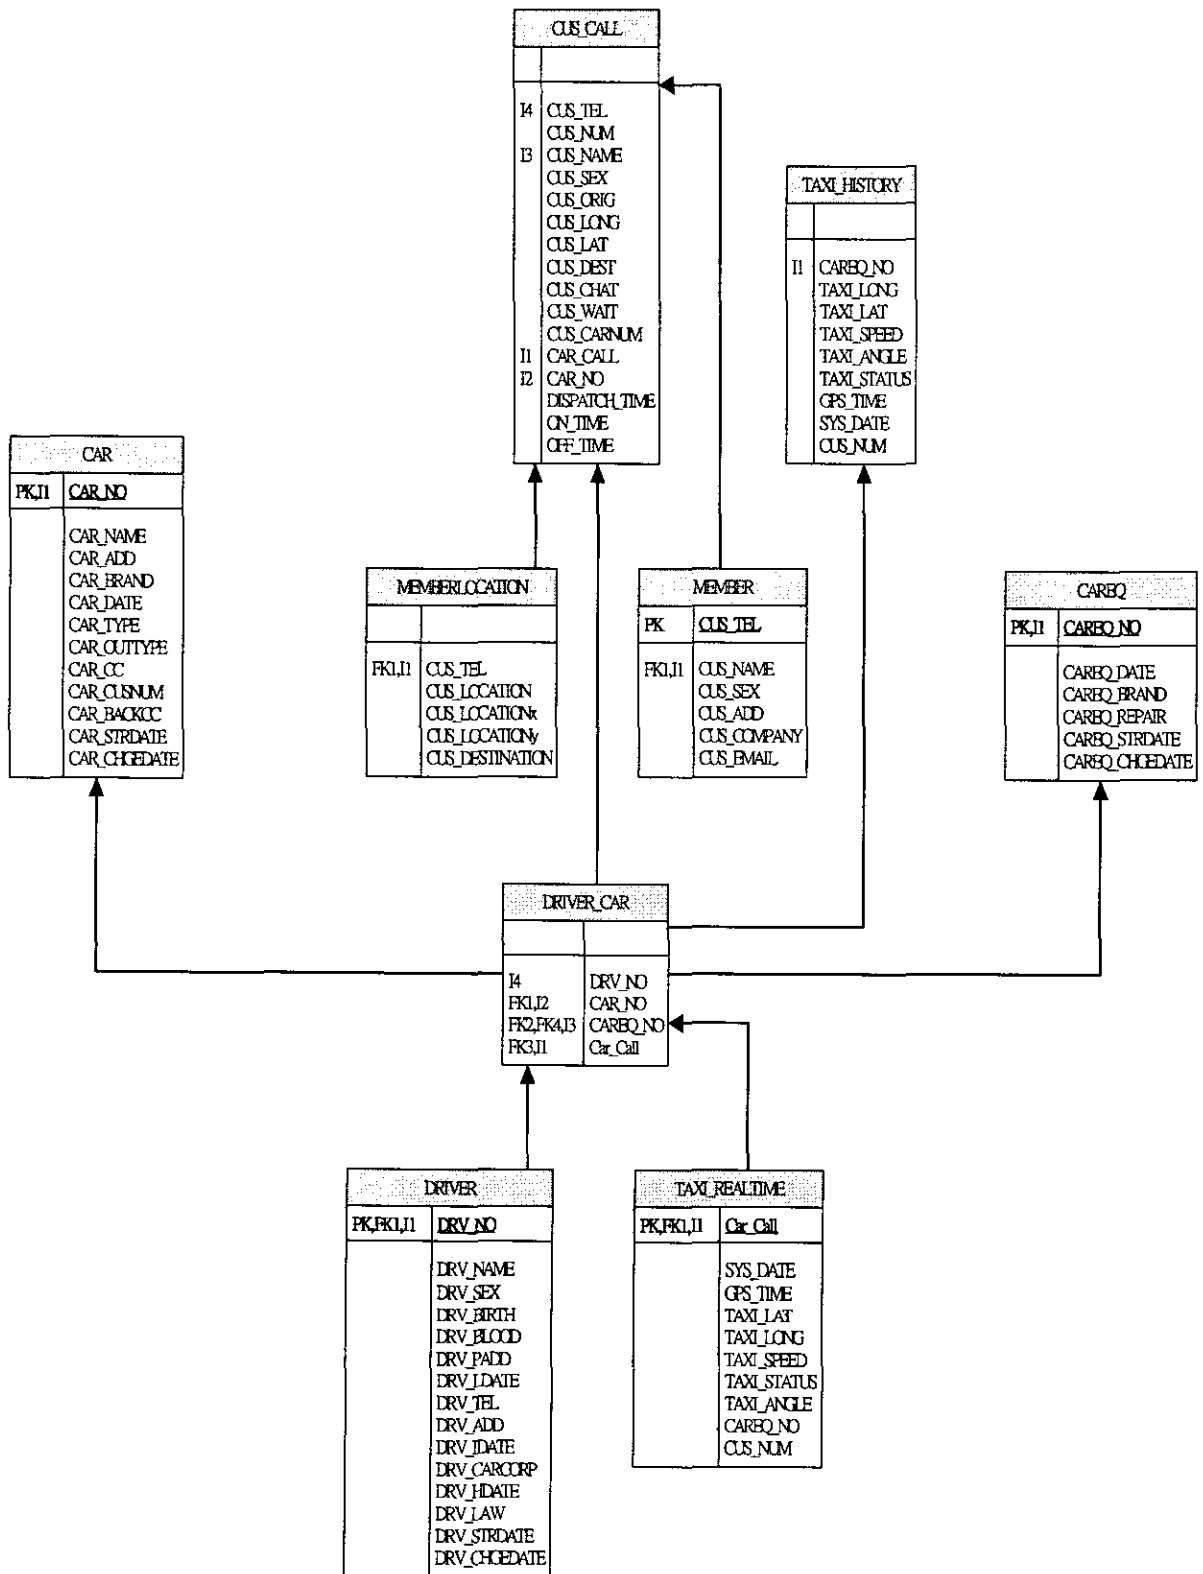 CUS_CALL
I4 CUS_TEL
CUS_NUM
I3 CUS_NAME
CUS_SEX
CUS_ORIG
CUS_LONG
CUS_LAT
CUS_DEST
CUS_CHAT
CUS_WAIT
CUS_CARNUM
I1 CAR_CALL
I2 CAR_NO
DISPATCH_TIME
ON_TIME
OFF_TIME
TAXI_HISTORY
I1 CAREQ_NO
TAXI_LONG
TAXI_LAT
TAXI_SPEED
TAXI_ANGLE
TAXI_STATUS
GPS_TIME
SYS_DATE
CUS_NUM
CAR
PK,I1 CAR_NO
CAR_NAME
CAR_ADD
CAR_BRAND
CAR_DATE
CAR_TYPE
CAR_OUTTYPE
CAR_CC
CAR_CUSNUM
CAR_BACKCC
CAR_STRDATE
CAR_CHGEDATE
MEMBERLOCATION
FK1,I1 CUS_TEL
CUS_LOCATION
CUS_LOCATIONx
CUS_LOCATIONy
CUS_DESTINATION
MEMBER
PK CUS_TEL
FK1,I1 CUS_NAME
CUS_SEX
CUS_ADD
CUS_COMPANY
CUS_EMAIL
CAREQ
PK,I1 CAREQ_NO
CAREQ_DATE
CAREQ_BRAND
CAREQ_REPAIR
CAREQ_STRDATE
CAREQ_CHGEDATE
DRIVER_CAR
I4 DRV_NO
FK1,I2 CAR_NO
FK2,FK4,I3 CAREQ_NO
FK3,I1 Car_Call
DRIVER
PK,FK1,I1 DRV_NO
DRV_NAME
DRV_SEX
DRV_BIRTH
DRV_BLOOD
DRV_PADD
DRV_LDATE
DRV_TEL
DRV_ADD
DRV_IDATE
DRV_CARCORP
DRV_HDATE
DRV_LAW
DRV_STRDATE
DRV_CHGEDATE
TAXI_REALTIME
PK,FK1,I1 Car_Call
SYS_DATE
GPS_TIME
TAXI_LAT
TAXI_LONG
TAXI_SPEED
TAXI_STATUS
TAXI_ANGLE
CAREQ_NO
CUS_NUM